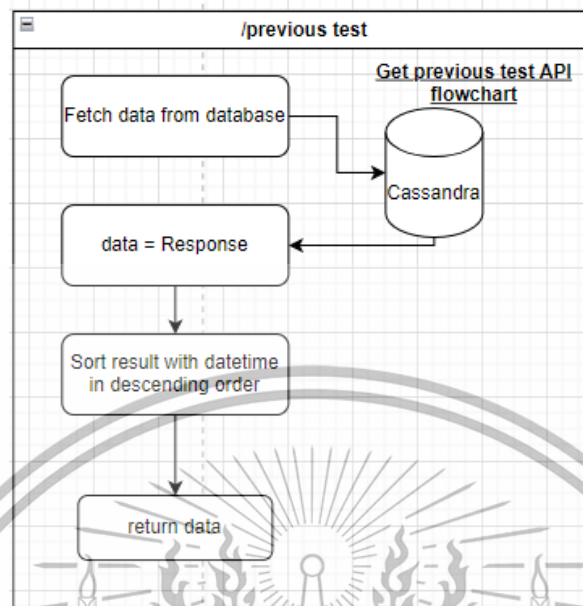 /previous test
Get previous test API
flowchart
Fetch data from database
Cassandra
data = Response
Sort result with datetime
in descending order
return data